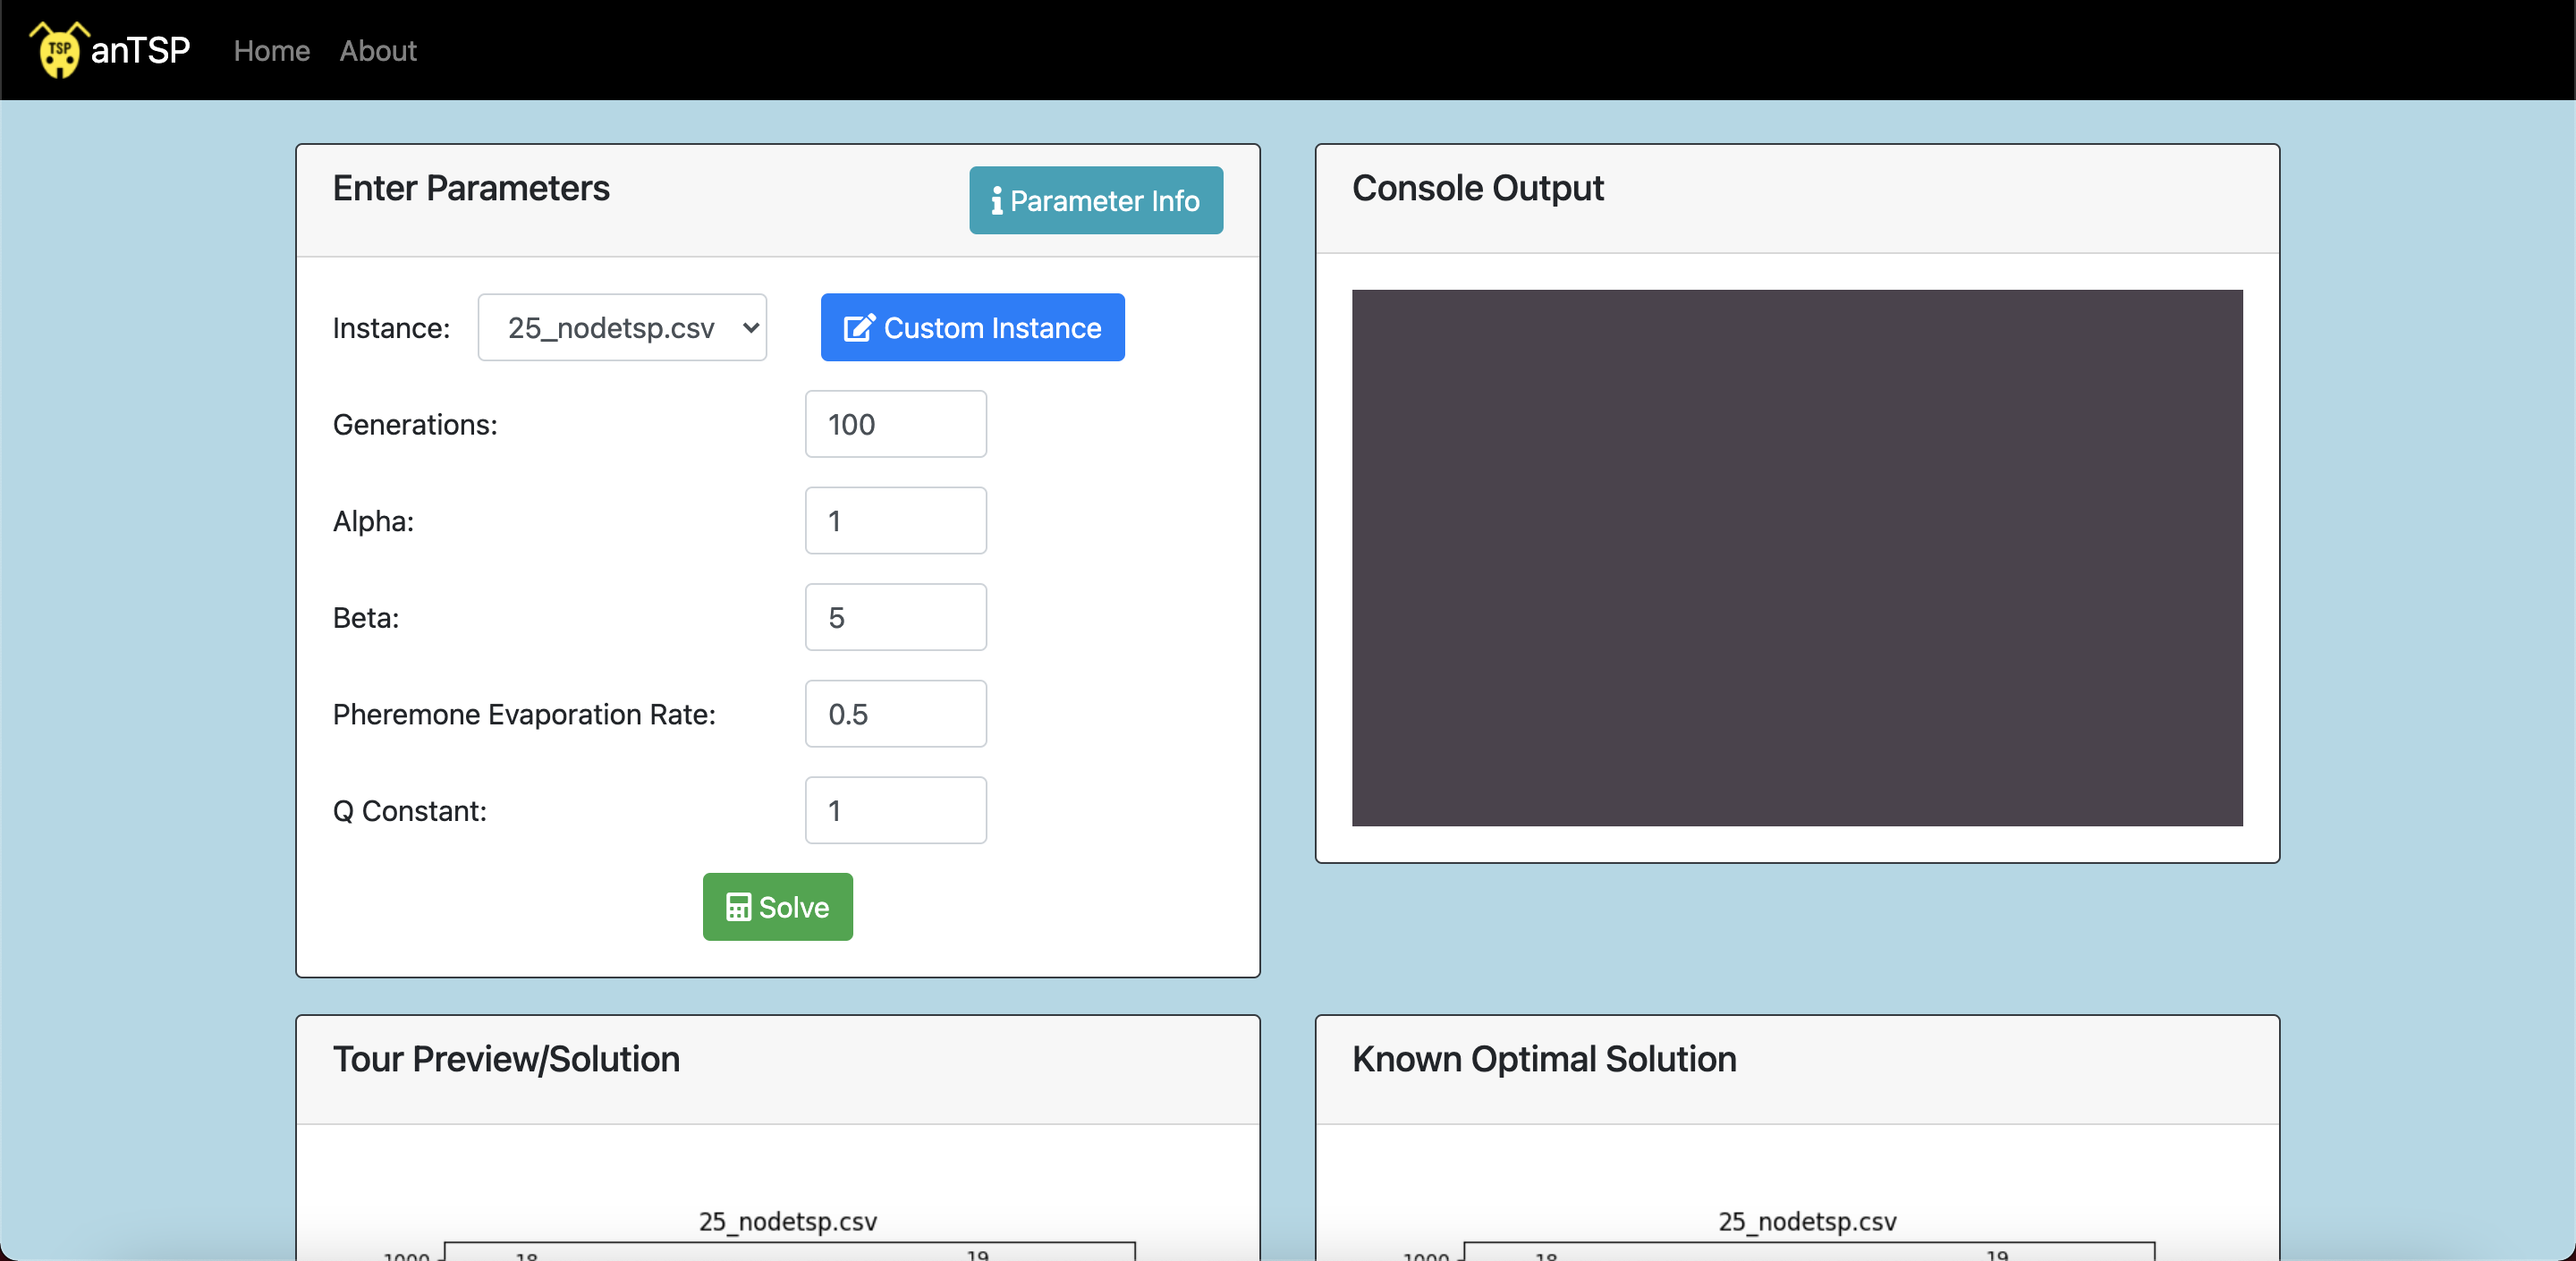 TSP anTSP Home About
Enter Parameters
Parameter Info
Instance: 25_nodetsp.csv Custom Instance
Generations: 100
Alpha: 1
Beta: 5
Pheremone Evaporation Rate: 0.5
Q Constant: 1
Solve
Console Output
Tour Preview/Solution
25_nodetsp.csv
1000 18 19
Known Optimal Solution
25_nodetsp.csv
1000 18 19